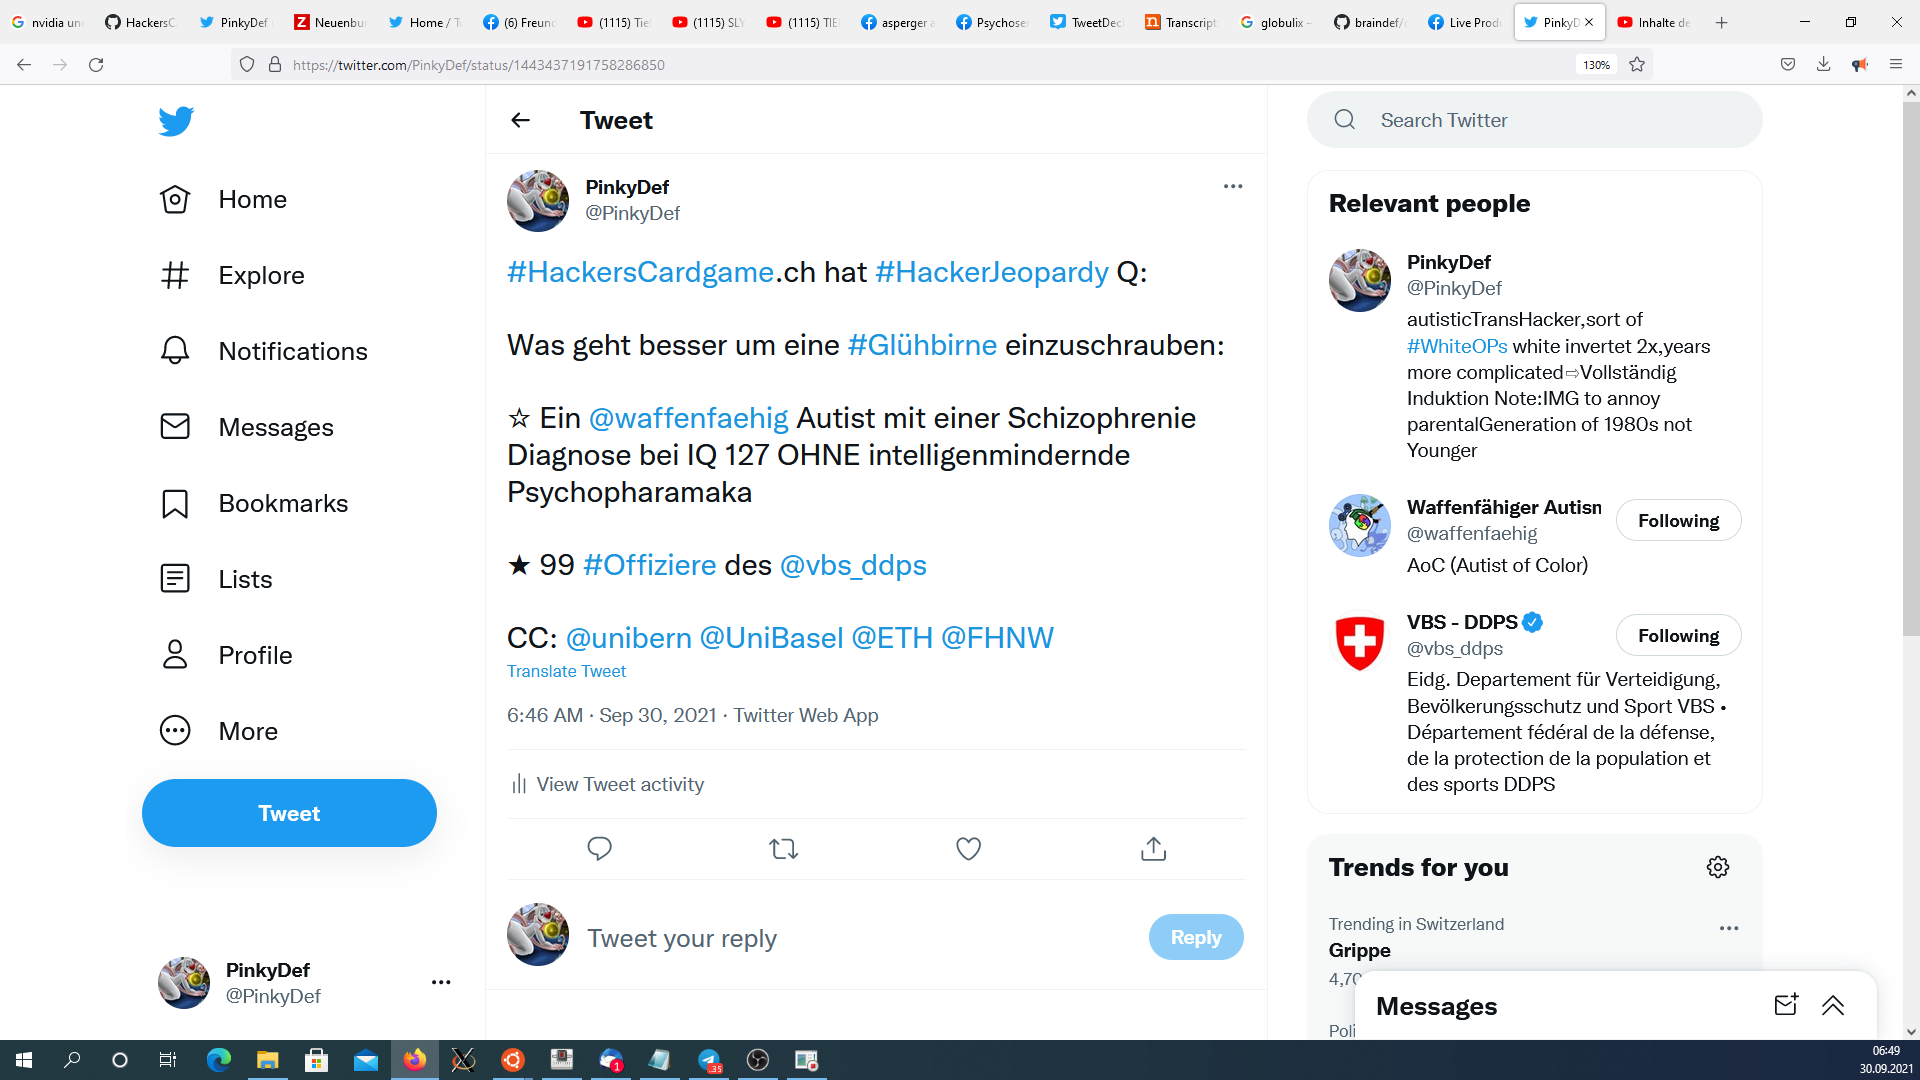 nvidia un
HackersC
PinkyDef
Neuenbu
Home / T
(6) Freun
(1115) Tie
(1115) SLY
(1115) TIE
asperger a
Psychose
TweetDec
Transcript
globulix –
braindef/
Live Prod
PinkyD
Inhalte de
https://twitter.com/PinkyDef/status/1443437191758286850
130%
Home
Explore
Notifications
Messages
Bookmarks
Lists
Profile
More
Tweet
PinkyDef
@PinkyDef
Tweet
PinkyDef
@PinkyDef
#HackersCardgame.ch hat #HackerJeopardy Q:
Was geht besser um eine #Glühbirne einzuschrauben:
☆ Ein @waffenfaehig Autist mit einer Schizophrenie
Diagnose bei IQ 127 OHNE intelligenmindernde
Psychopharamaka
★ 99 #Offiziere des @vbs_ddps
CC: @unibern @UniBasel @ETH @FHNW
Translate Tweet
6:46 AM · Sep 30, 2021 · Twitter Web App
View Tweet activity
Tweet your reply
Reply
Search Twitter
Relevant people
PinkyDef
@PinkyDef
autisticTransHacker,sort of
#WhiteOPs white invertet 2x,years
more complicated⇨Vollständig
Induktion Note:IMG to annoy
parentalGeneration of 1980s not
Younger
Waffenfähiger Autisn
Following
@waffenfaehig
AoC (Autist of Color)
VBS - DDPS
Following
@vbs_ddps
Eidg. Departement für Verteidigung,
Bevölkerungsschutz und Sport VBS •
Département fédéral de la défense,
de la protection de la population et
des sports DDPS
Trends for you
Trending in Switzerland
Grippe
4,70
Poli
Messages
1
35
06:49
30.09.2021